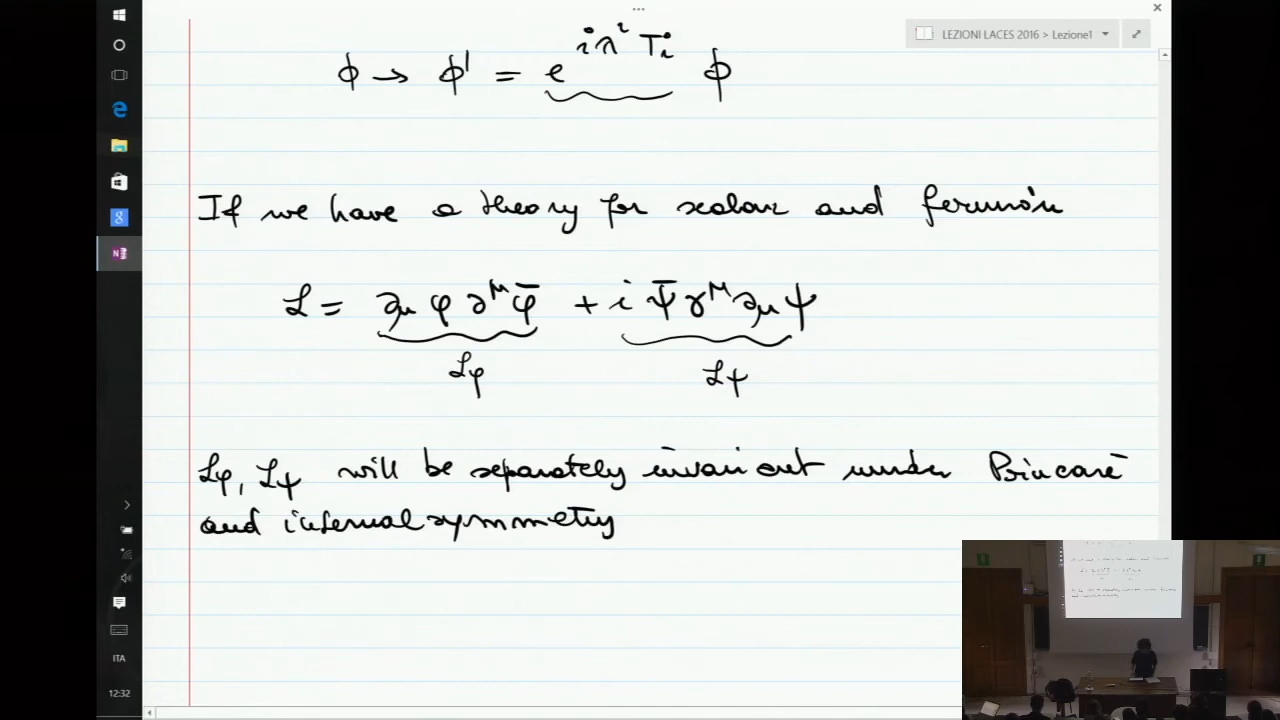 LEZIONI LACES 2016 > Lezione1
ϕ → ϕ' = e^{iλ^i T_i} ϕ
If we have a theory for scalar and fermion
ℒ = ∂_μ φ ∂^μ φ̄ + i ψ̄ γ^μ ∂_μ ψ
ℒ_φ ℒ_ψ
ℒ_φ, ℒ_ψ will be separately invariant under Poincaré
and internal symmetry
ITA
12:32